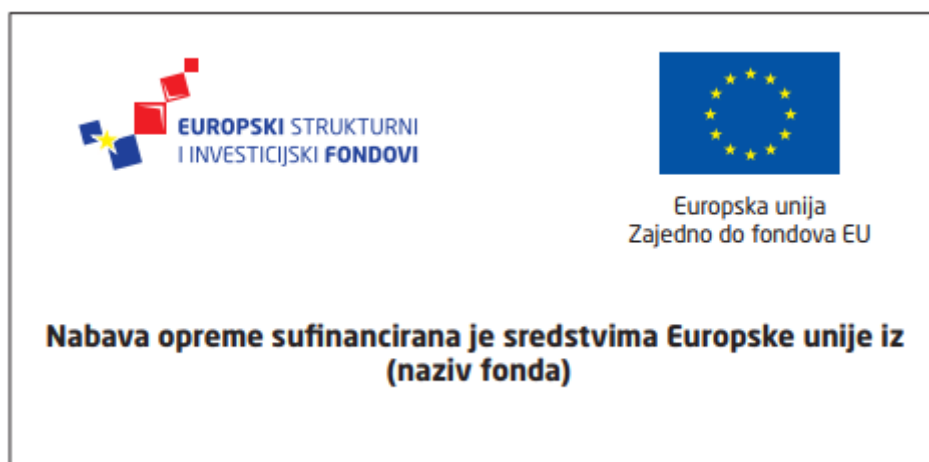 EUROPSKI STRUKTURNI
I INVESTICIJSKI FONDOVI
Europska unija
Zajedno do fondova EU
Nabava opreme sufinancirana je sredstvima Europske unije iz
(naziv fonda)